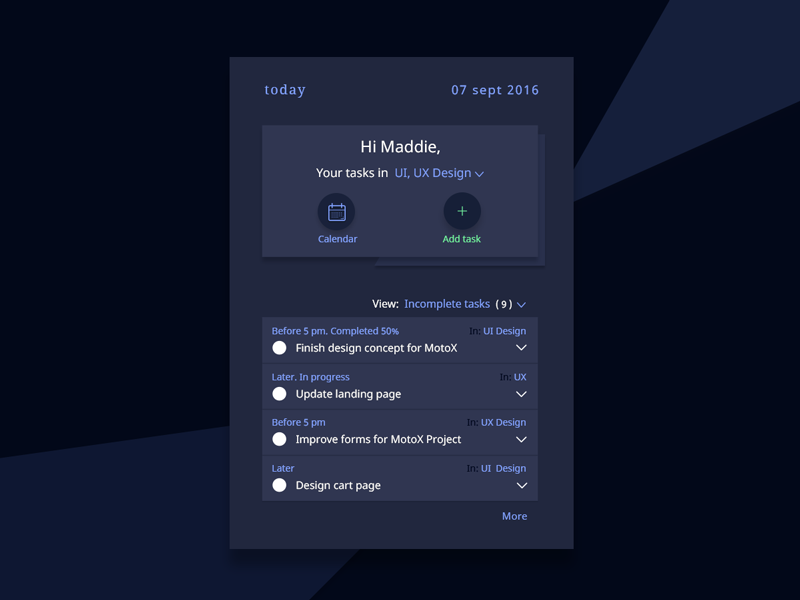 today
07 sept 2016
Hi Maddie,
Your tasks in UI, UX Design
Calendar
Add task
View: Incomplete tasks (9)
Before 5 pm. Completed 50%
In: UI Design
Finish design concept for MotoX
Later. In progress
In: UX
Update landing page
Before 5 pm
In: UX Design
Improve forms for MotoX Project
Later
In: UI Design
Design cart page
More